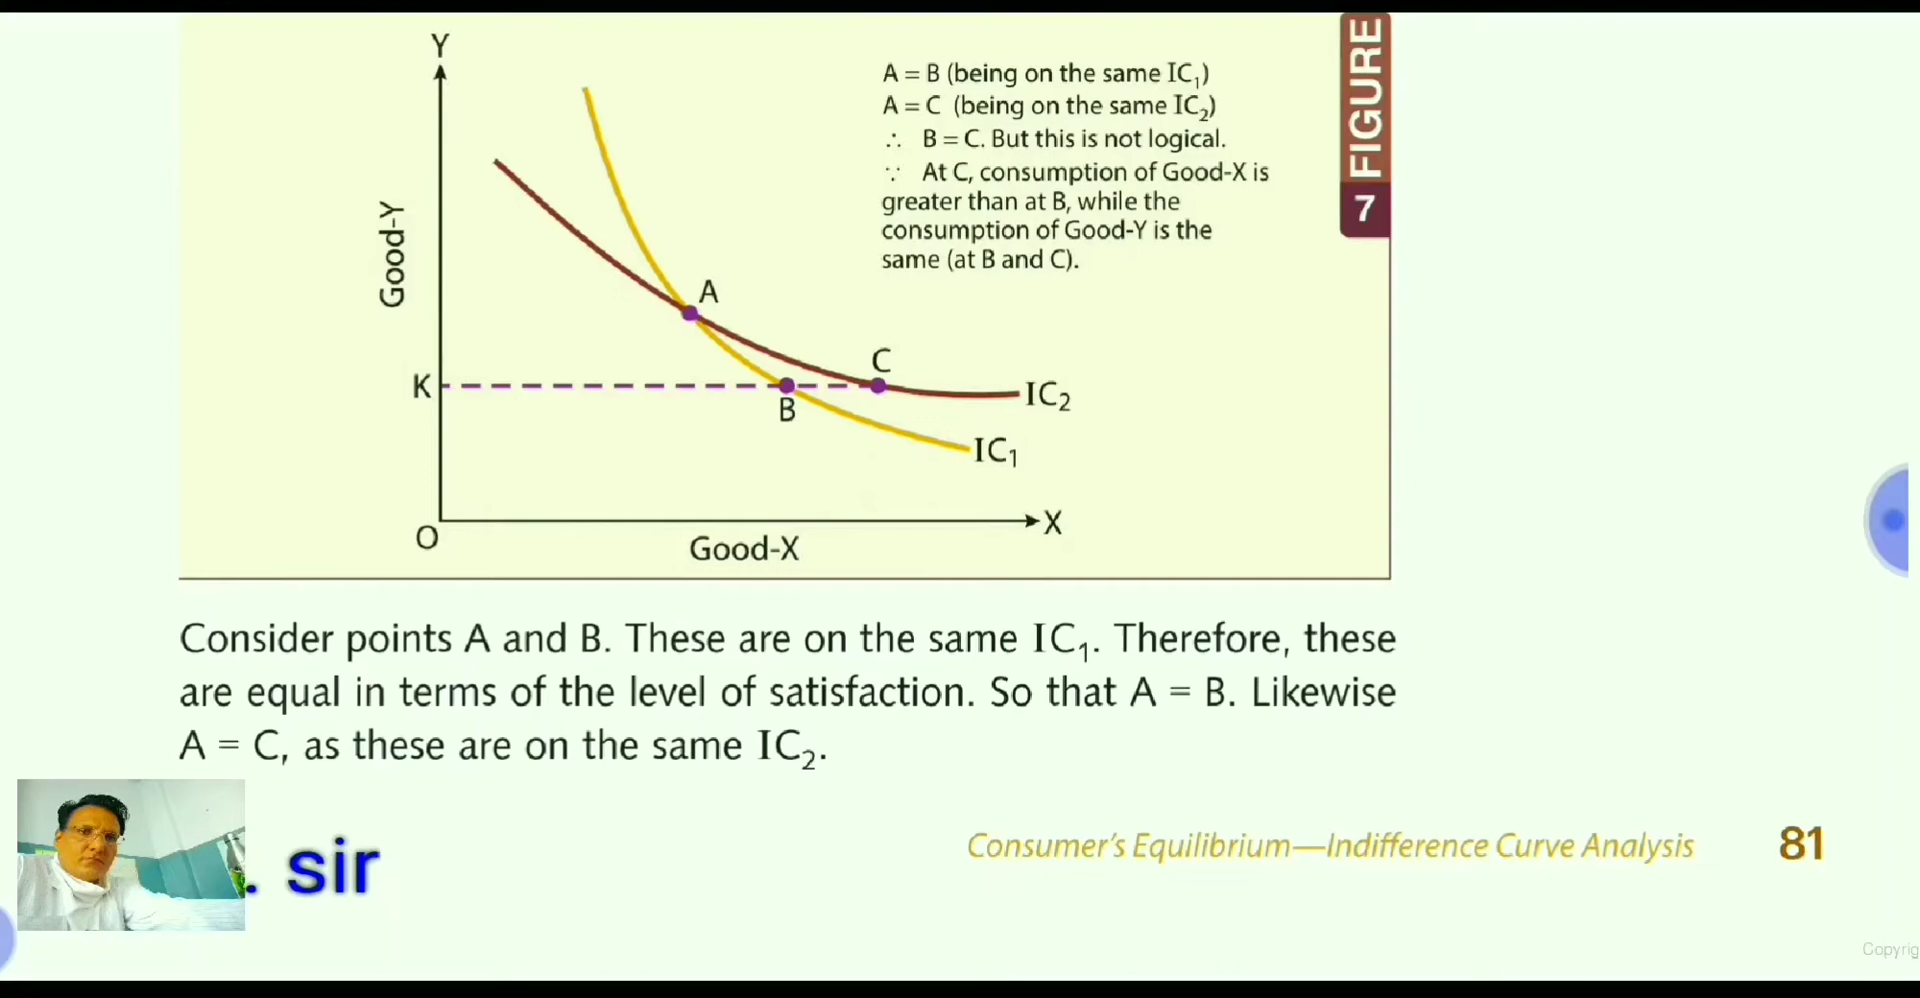 Y
A = B (being on the same IC₁)
A = C (being on the same IC₂)
∴ B = C. But this is not logical.
∵ At C, consumption of Good-X is
greater than at B, while the
consumption of Good-Y is the
same (at B and C).
FIGURE
7
Good-Y
A
C
K
B
IC₂
IC₁
O
X
Good-X
Consider points A and B. These are on the same IC₁. Therefore, these
are equal in terms of the level of satisfaction. So that A = B. Likewise
A = C, as these are on the same IC₂.
. sir
Consumer's Equilibrium—Indifference Curve Analysis 81
Copyrig